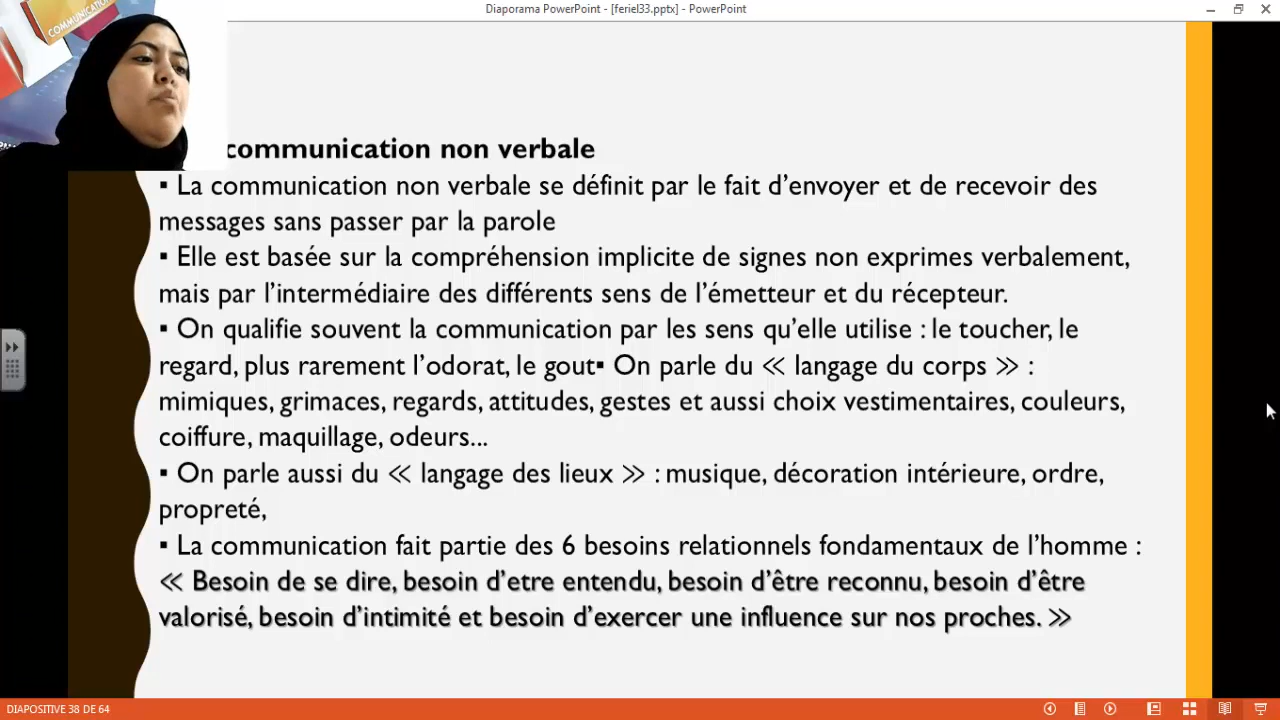 Diaporama PowerPoint - [feriel33.pptx] - PowerPoint
COMMUNICATION
communication non verbale
▪ La communication non verbale se définit par le fait d’envoyer et de recevoir des
messages sans passer par la parole
▪ Elle est basée sur la compréhension implicite de signes non exprimes verbalement,
mais par l’intermédiaire des différents sens de l’émetteur et du récepteur.
▪ On qualifie souvent la communication par les sens qu’elle utilise : le toucher, le
regard, plus rarement l’odorat, le gout▪ On parle du ≪ langage du corps ≫ :
mimiques, grimaces, regards, attitudes, gestes et aussi choix vestimentaires, couleurs,
coiffure, maquillage, odeurs...
▪ On parle aussi du ≪ langage des lieux ≫ : musique, décoration intérieure, ordre,
propreté,
▪ La communication fait partie des 6 besoins relationnels fondamentaux de l’homme :
≪ Besoin de se dire, besoin d’etre entendu, besoin d’être reconnu, besoin d’être
valorisé, besoin d’intimité et besoin d’exercer une influence sur nos proches. ≫
DIAPOSITIVE 38 DE 64